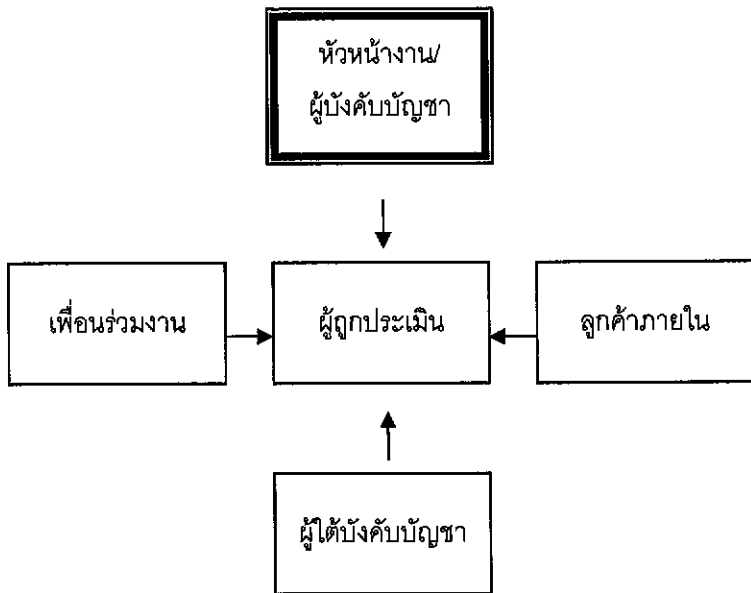 หัวหน้างาน/
ผู้บังคับบัญชา
เพื่อนร่วมงาน
ผู้ถูกประเมิน
ลูกค้าภายใน
ผู้ใต้บังคับบัญชา